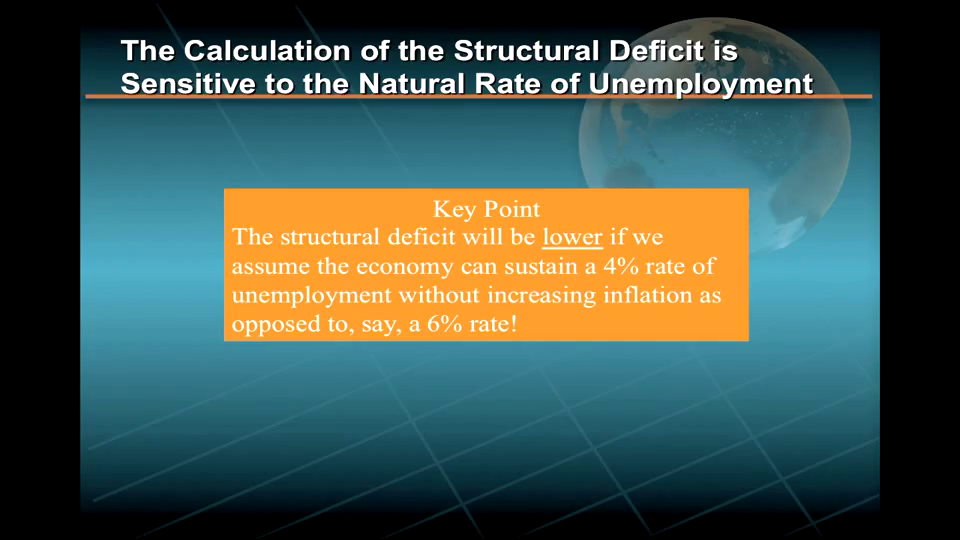 The Calculation of the Structural Deficit is
Sensitive to the Natural Rate of Unemployment
Key Point
The structural deficit will be lower if we
assume the economy can sustain a 4% rate of
unemployment without increasing inflation as
opposed to, say, a 6% rate!